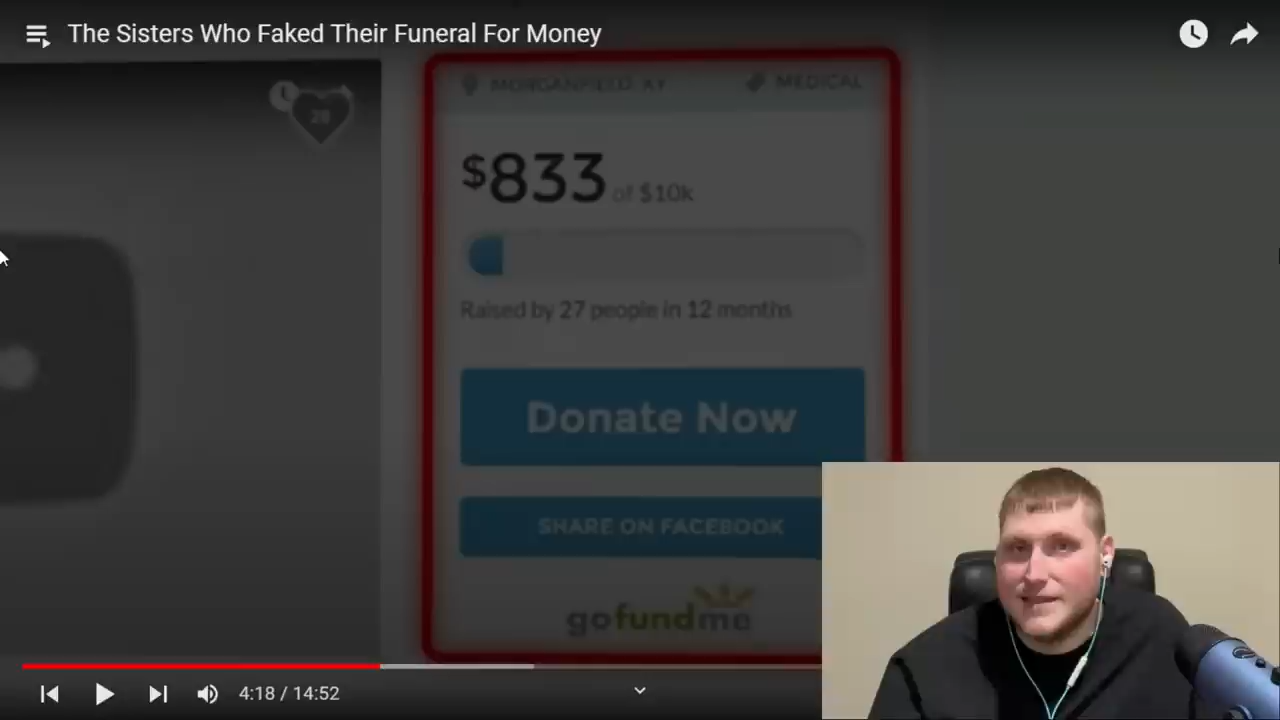 The Sisters Who Faked Their Funeral For Money
28
MORGANFIELD, KY
MEDICAL
$833 of $10k
Raised by 27 people in 12 months
Donate Now
SHARE ON FACEBOOK
gofundme
4:18 / 14:52